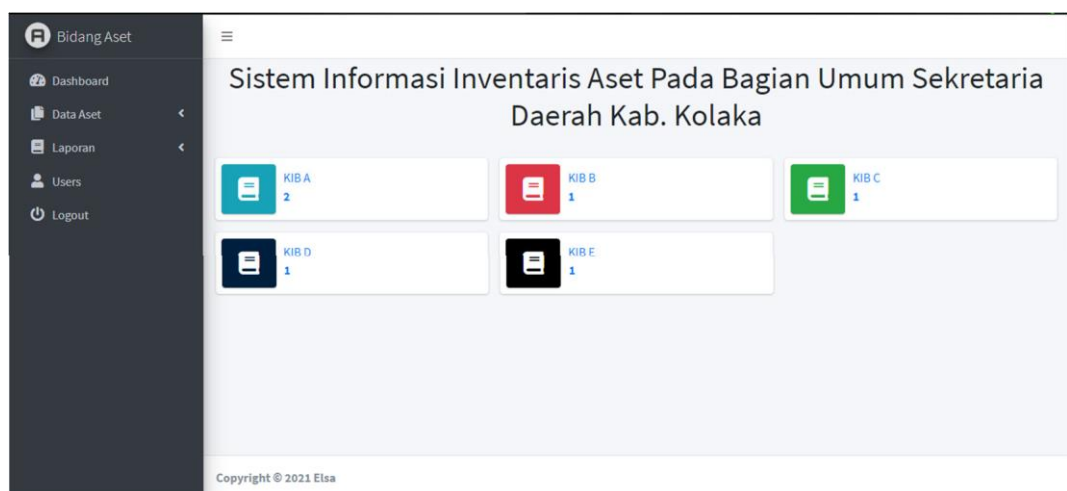 Bidang Aset
Dashboard
Data Aset
Laporan
Users
Logout
Sistem Informasi Inventaris Aset Pada Bagian Umum Sekretaria
Daerah Kab. Kolaka
KIB A
2
KIB B
1
KIB C
1
KIB D
1
KIB E
1
Copyright © 2021 Elsa